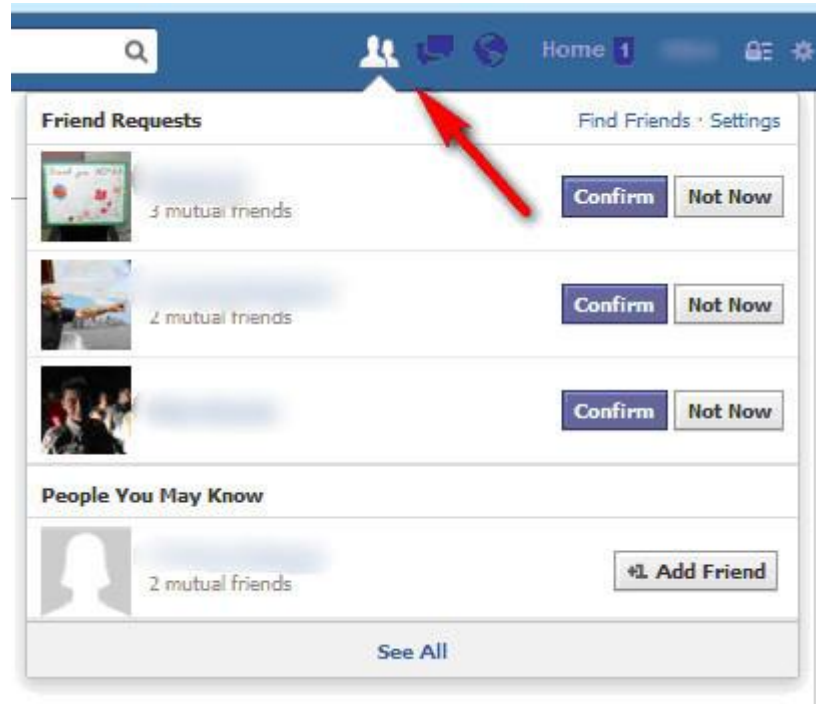 Home 1
Friend Requests
Find Friends · Settings
3 mutual friends
Confirm Not Now
2 mutual friends
Confirm Not Now
Confirm Not Now
People You May Know
2 mutual friends
+1 Add Friend
See All